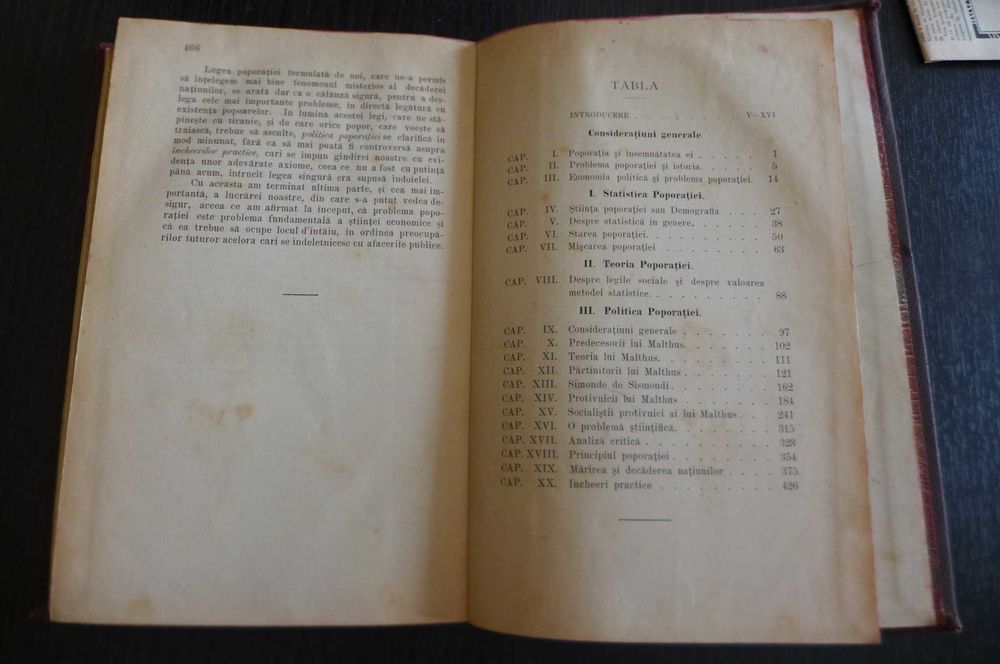 466
Legea poporației formulată de noi, care ne-a permis
să înțelegem mai bine fenomenul misterios al decăderei
națiunilor, se arată dar ca o călăuză sigură, pentru a des-
lega cele mai importante probleme, în directă legătură cu
existența popoarelor. In lumina acestei legi, care ne stă-
pînește cu tiranie, și de care orice popor, care voește să
trăiască, trebue să asculte, politica poporației se clarifică în
mod minunat, fără ca să mai poată fi controversă asupra
încheerilor practice, cari se impun gîndirei noastre cu evi-
dența unor adevărate axiome, ceea ce nu a fost cu putință
până acum, întrucît legea singură era supusă îndoielei.
Cu aceasta am terminat ultima parte, și cea mai im-
portantă, a lucrărei noastre, din care s-a putut vedea de-
sigur, aceea ce am afirmat la început, că problema popo-
rației este problema fundamentală a științei economice și
că ea trebue să ocupe locul d'intăiu, in ordinea preocupă-
rilor tuturor acelora cari se îndeletnicesc cu afacerile publice.
TABLA
INTRODUCERE . . . . . . . . V—XVI
Considerațiuni generale
CAP. I. Poporația și însemnătatea ei . . . . . 1
CAP. II. Problema poporației și istoria. . . . . 5
CAP. III. Economia politică și problema poporației. 14
I. Statistica Poporației.
CAP. IV. Știința poporației sau Demografia . . . 27
CAP. V. Despre statistică în genere. . . . . . 38
CAP. VI. Starea poporației. . . . . . . . 50
CAP. VII. Mișcarea poporației . . . . . . . 63
II. Teoria Poporației.
CAP. VIII. Despre legile sociale și despre valoarea
metodei statistice. . . . . . . . . 88
III. Politica Poporației.
CAP. IX. Considerațiuni generale . . . . . . 97
CAP. X. Predecesorii lui Malthus. . . . . . 102
CAP. XI. Teoria lui Malthus. . . . . . . . 111
CAP. XII. Părtinitorii lui Malthus . . . . . . 121
CAP. XIII. Simonde de Sismondi . . . . . . . 162
CAP. XIV. Protivnicii lui Malthus . . . . . . 184
CAP. XV. Socialiștii protivnici ai lui Malthus. . . 241
CAP. XVI. O problemă științifică. . . . . . . 315
CAP. XVII. Analiză critică . . . . . . . . 323
CAP. XVIII. Principiul poporației . . . . . . . 354
CAP. XIX. Mărirea și decăderea națiunilor . . . . 375
CAP. XX. Incheeri practice . . . . . . . . 426